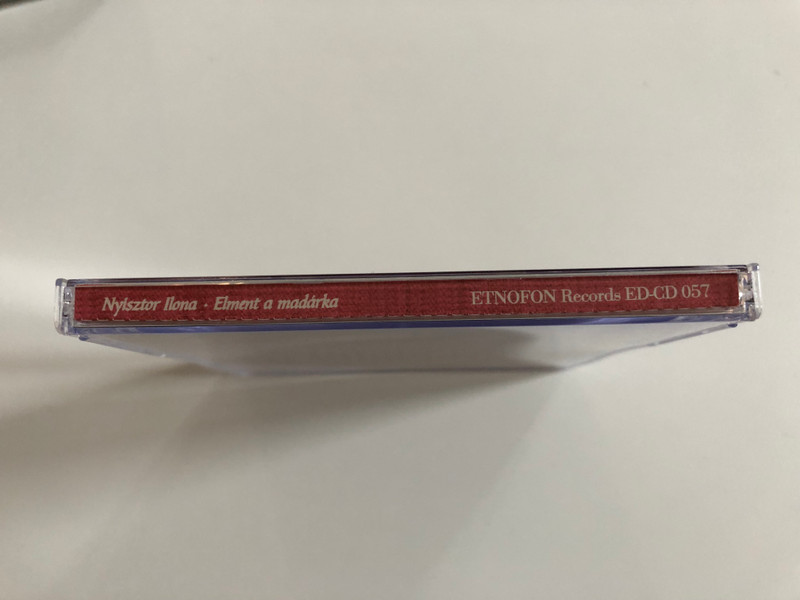 Nyisztor Ilona · Elment a madárka ETNOFON Records ED-CD 057